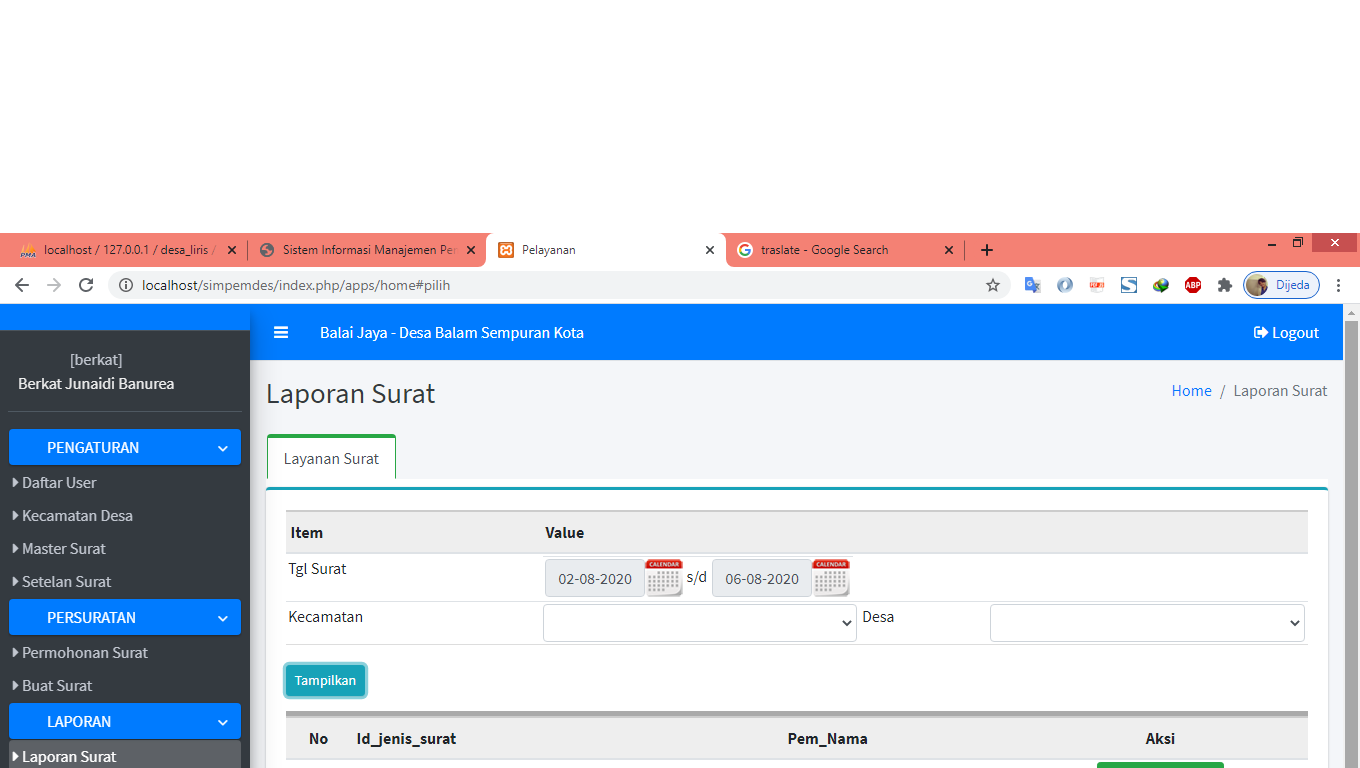 localhost / 127.0.0.1 / desa_liris /
Sistem Informasi Manajemen Per
Pelayanan
traslate - Google Search
localhost/simpemdes/index.php/apps/home#pilih
ABP
Dijeda
Balai Jaya - Desa Balam Sempuran Kota
Logout
[berkat]
Berkat Junaidi Banurea
Laporan Surat
Home / Laporan Surat
PENGATURAN
Daftar User
Kecamatan Desa
Master Surat
Setelan Surat
PERSURATAN
Permohonan Surat
Buat Surat
LAPORAN
Laporan Surat
Layanan Surat
Item Value
Tgl Surat 02-08-2020 CALENDAR s/d 06-08-2020 CALENDAR
Kecamatan Desa
Tampilkan
No Id_jenis_surat Pem_Nama Aksi